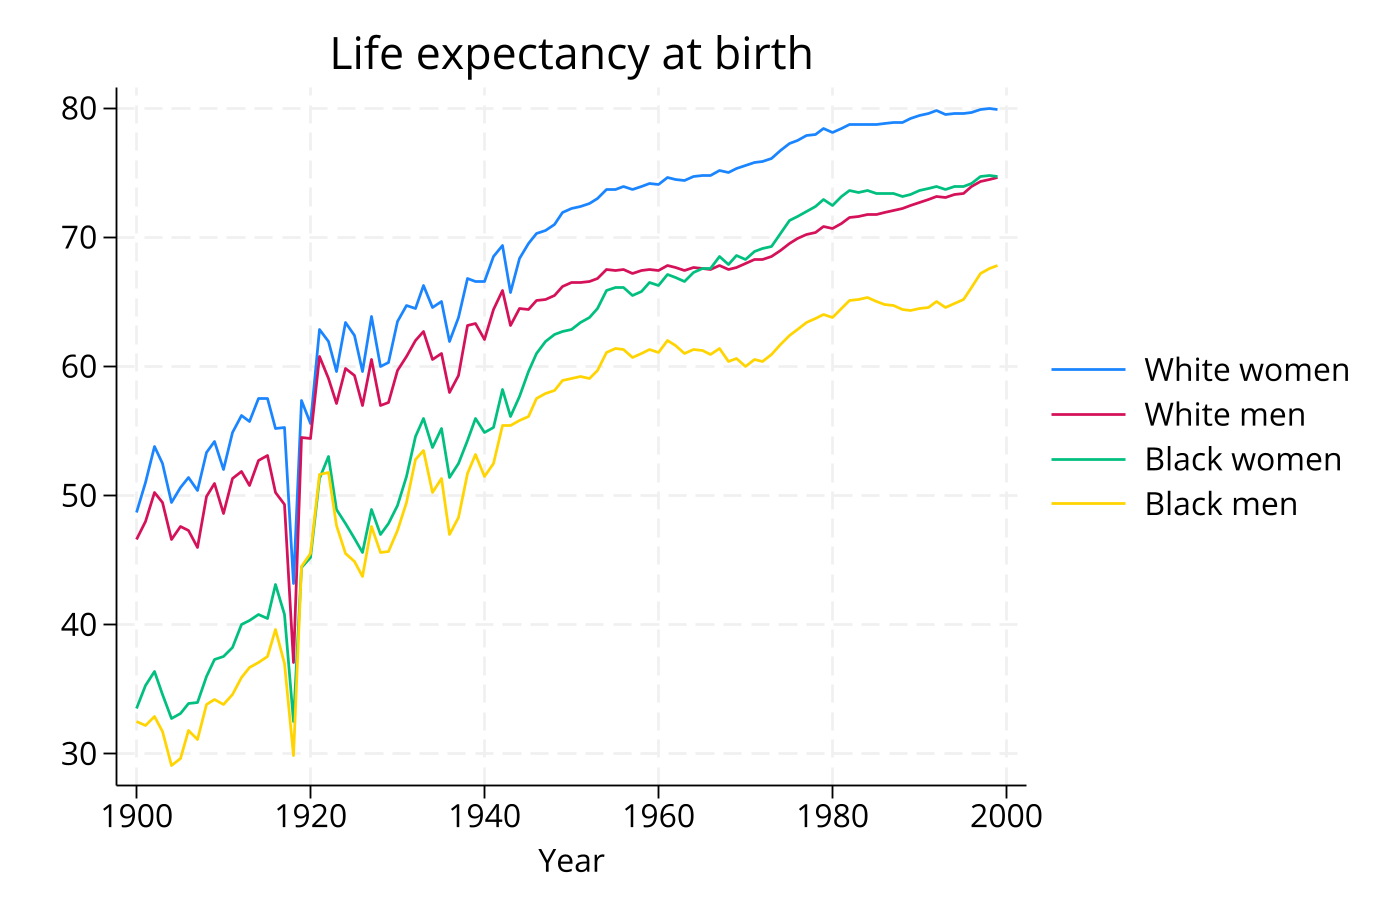 Life expectancy at birth
80
70
60
50
40
30
1900 1920 1940 1960 1980 2000
Year
White women
White men
Black women
Black men